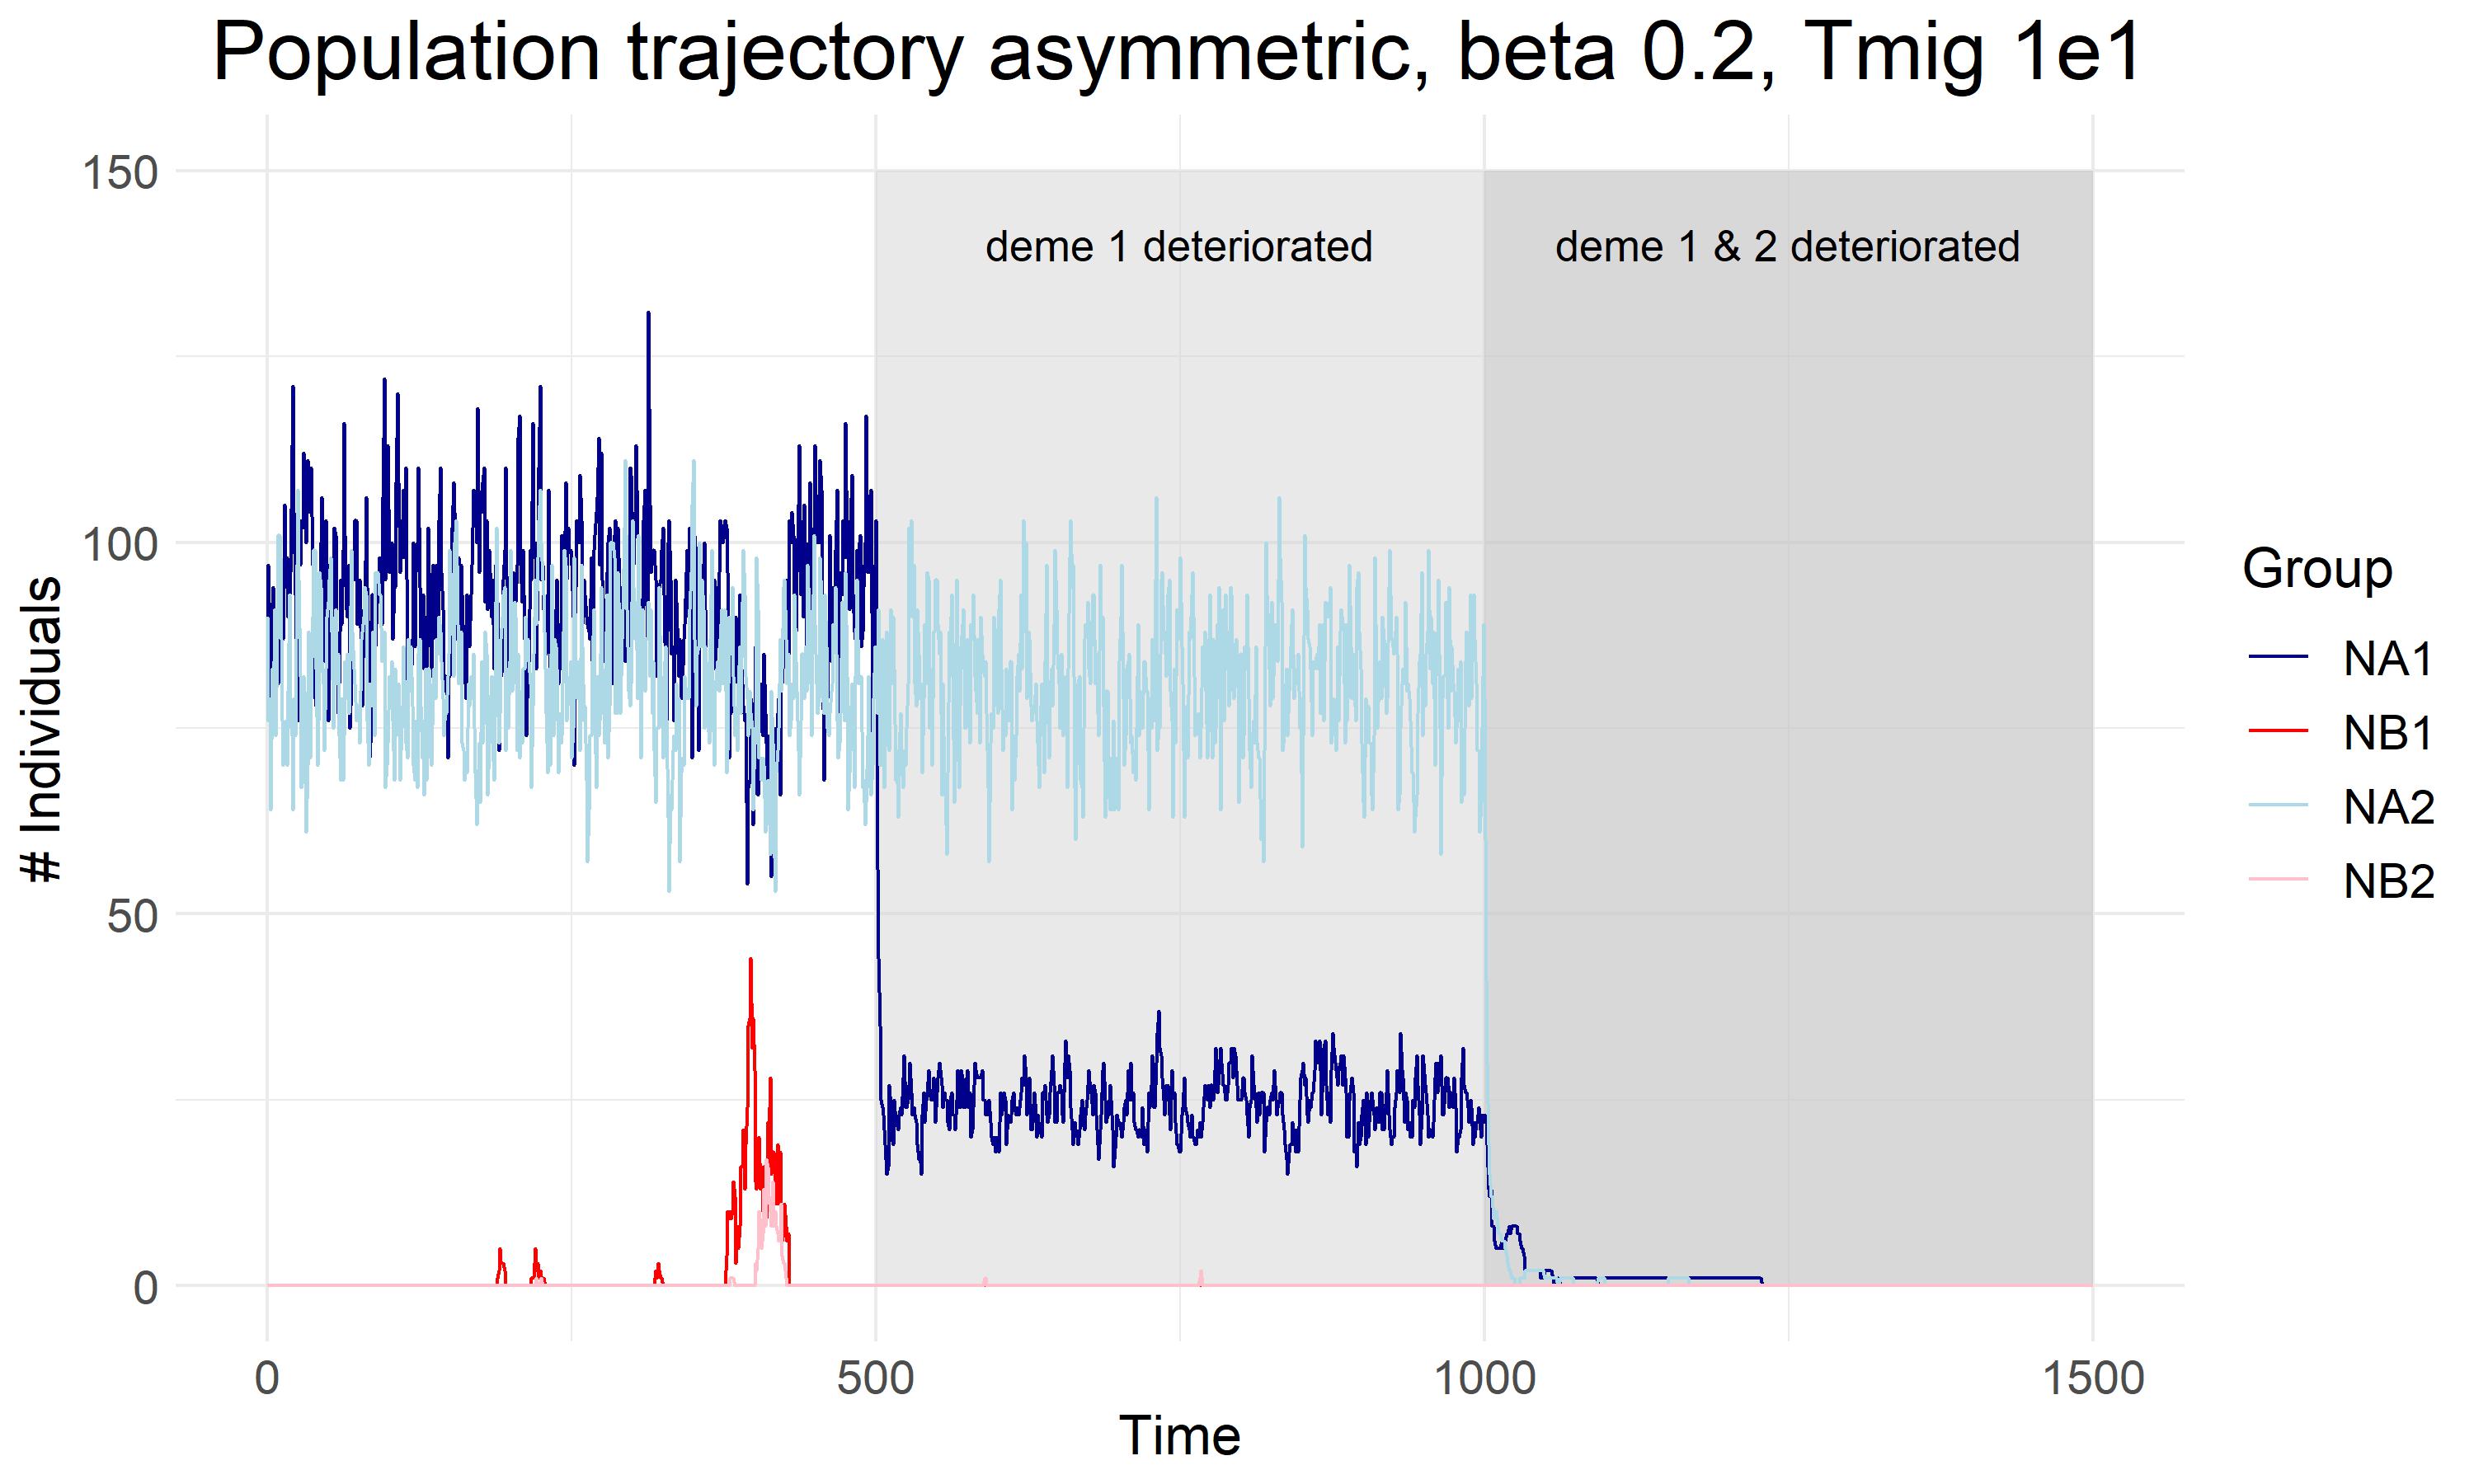 Population trajectory asymmetric, beta 0.2, Tmig 1e1
150
100
50
0
# Individuals
deme 1 deteriorated
deme 1 & 2 deteriorated
0
500
1000
1500
Time
Group
NA1
NB1
NA2
NB2